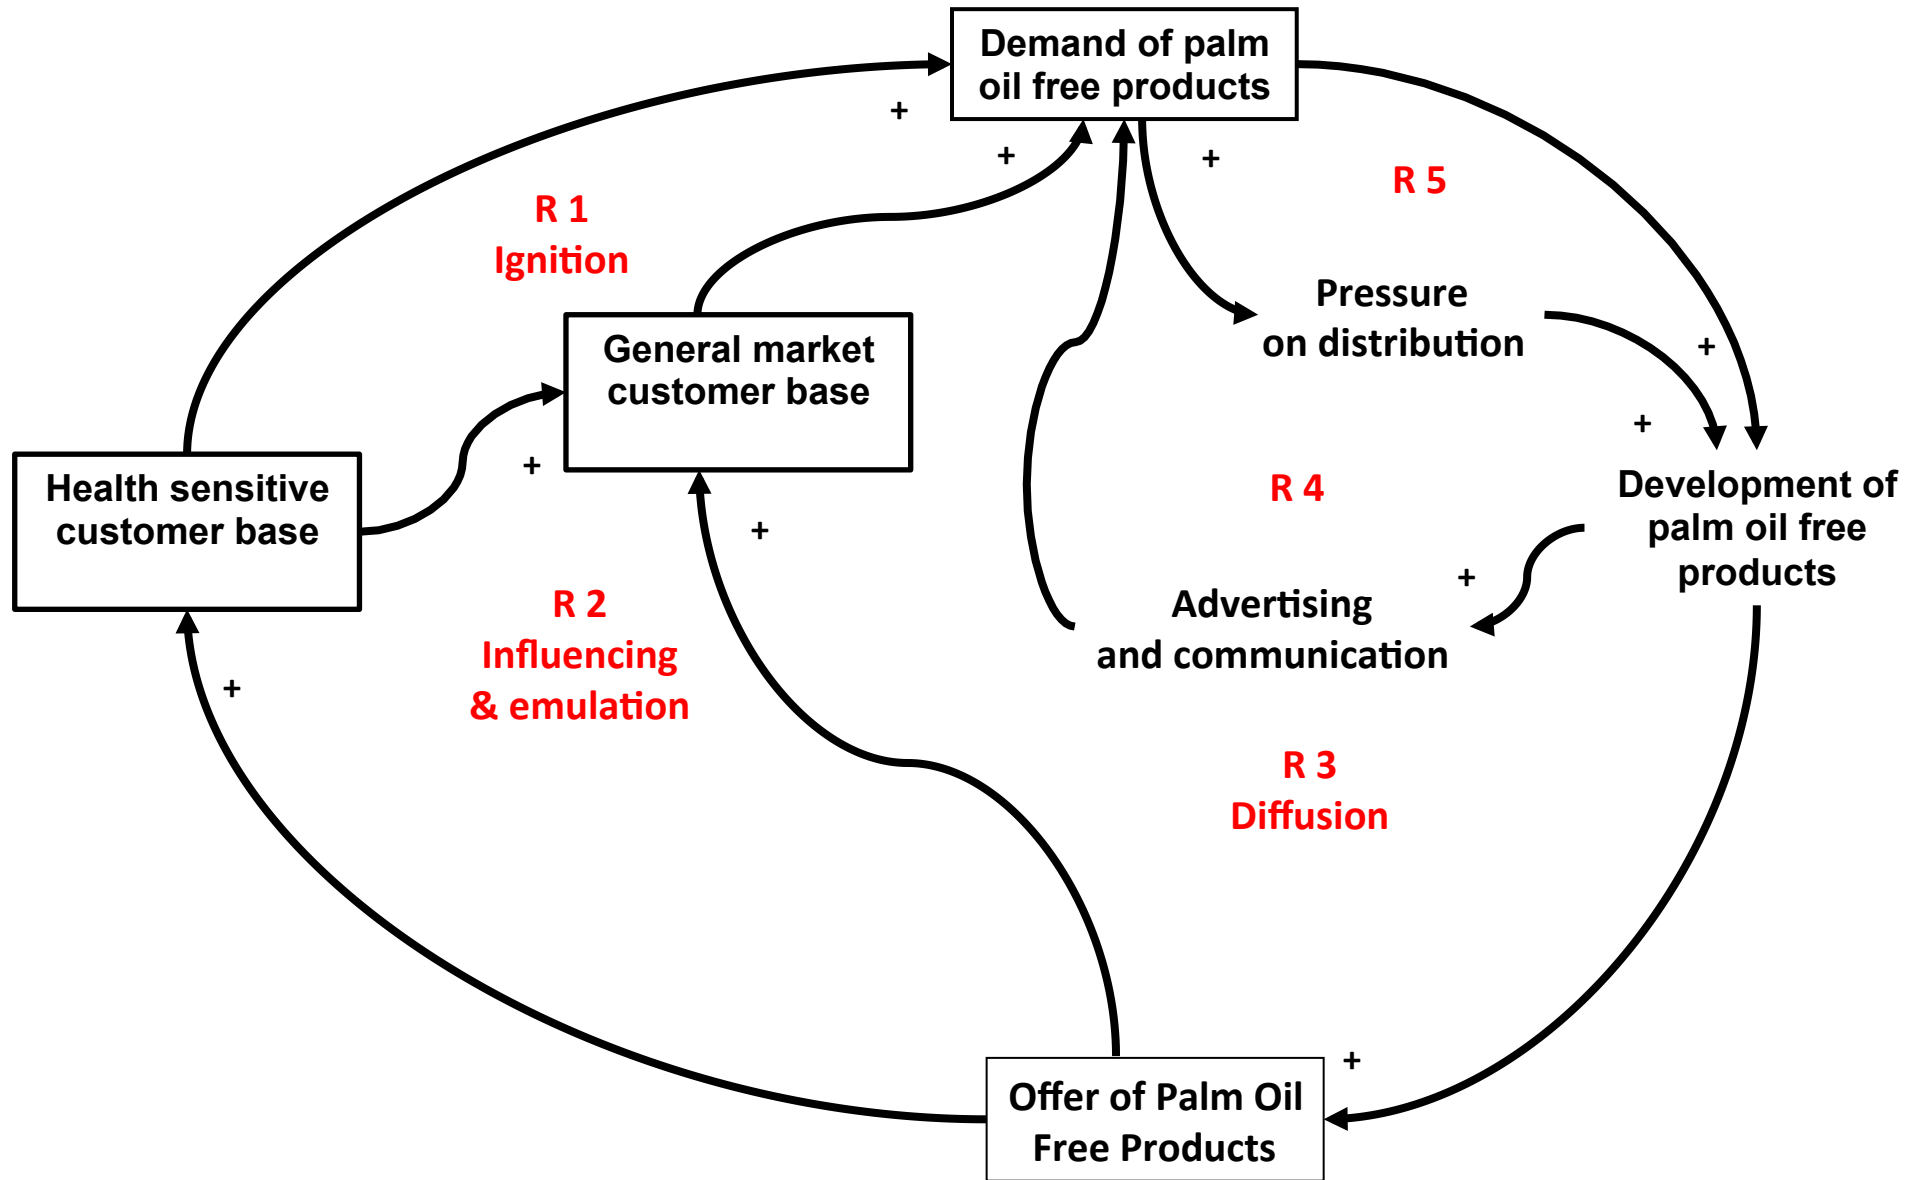 Demand of palm
oil free products
+
+
+
R 5
R 1
Ignition
Pressure
on distribution
+
General market
customer base
+
+
Health sensitive
customer base
R 4
Development of
palm oil free
products
+
+
R 2
Influencing
& emulation
Advertising
and communication
+
R 3
Diffusion
+
Offer of Palm Oil
Free Products